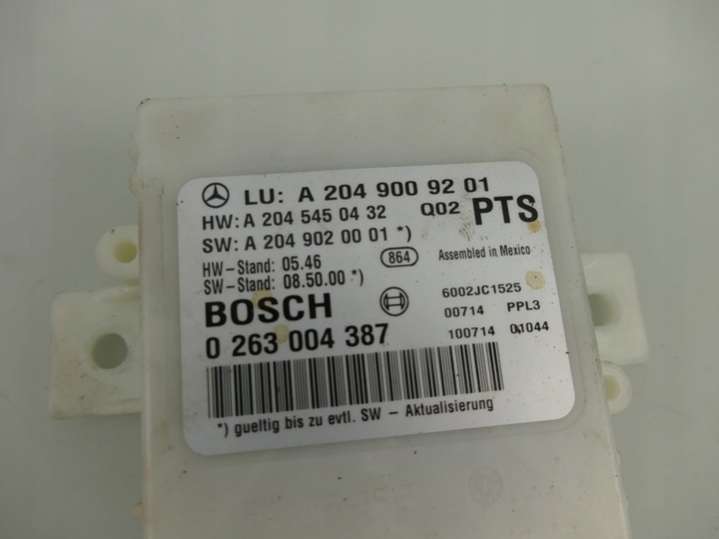 LU: A 204 900 92 01
HW: A 204 545 04 32 Q02 PTS
SW: A 204 902 00 01 *)
HW-Stand: 05.46 864 Assembled in Mexico
SW-Stand: 08.50.00 *)
BOSCH 6002JC1525
00714 PPL3
0 263 004 387 100714 01044
*) gueltig bis zu evtl. SW - Aktualisierung